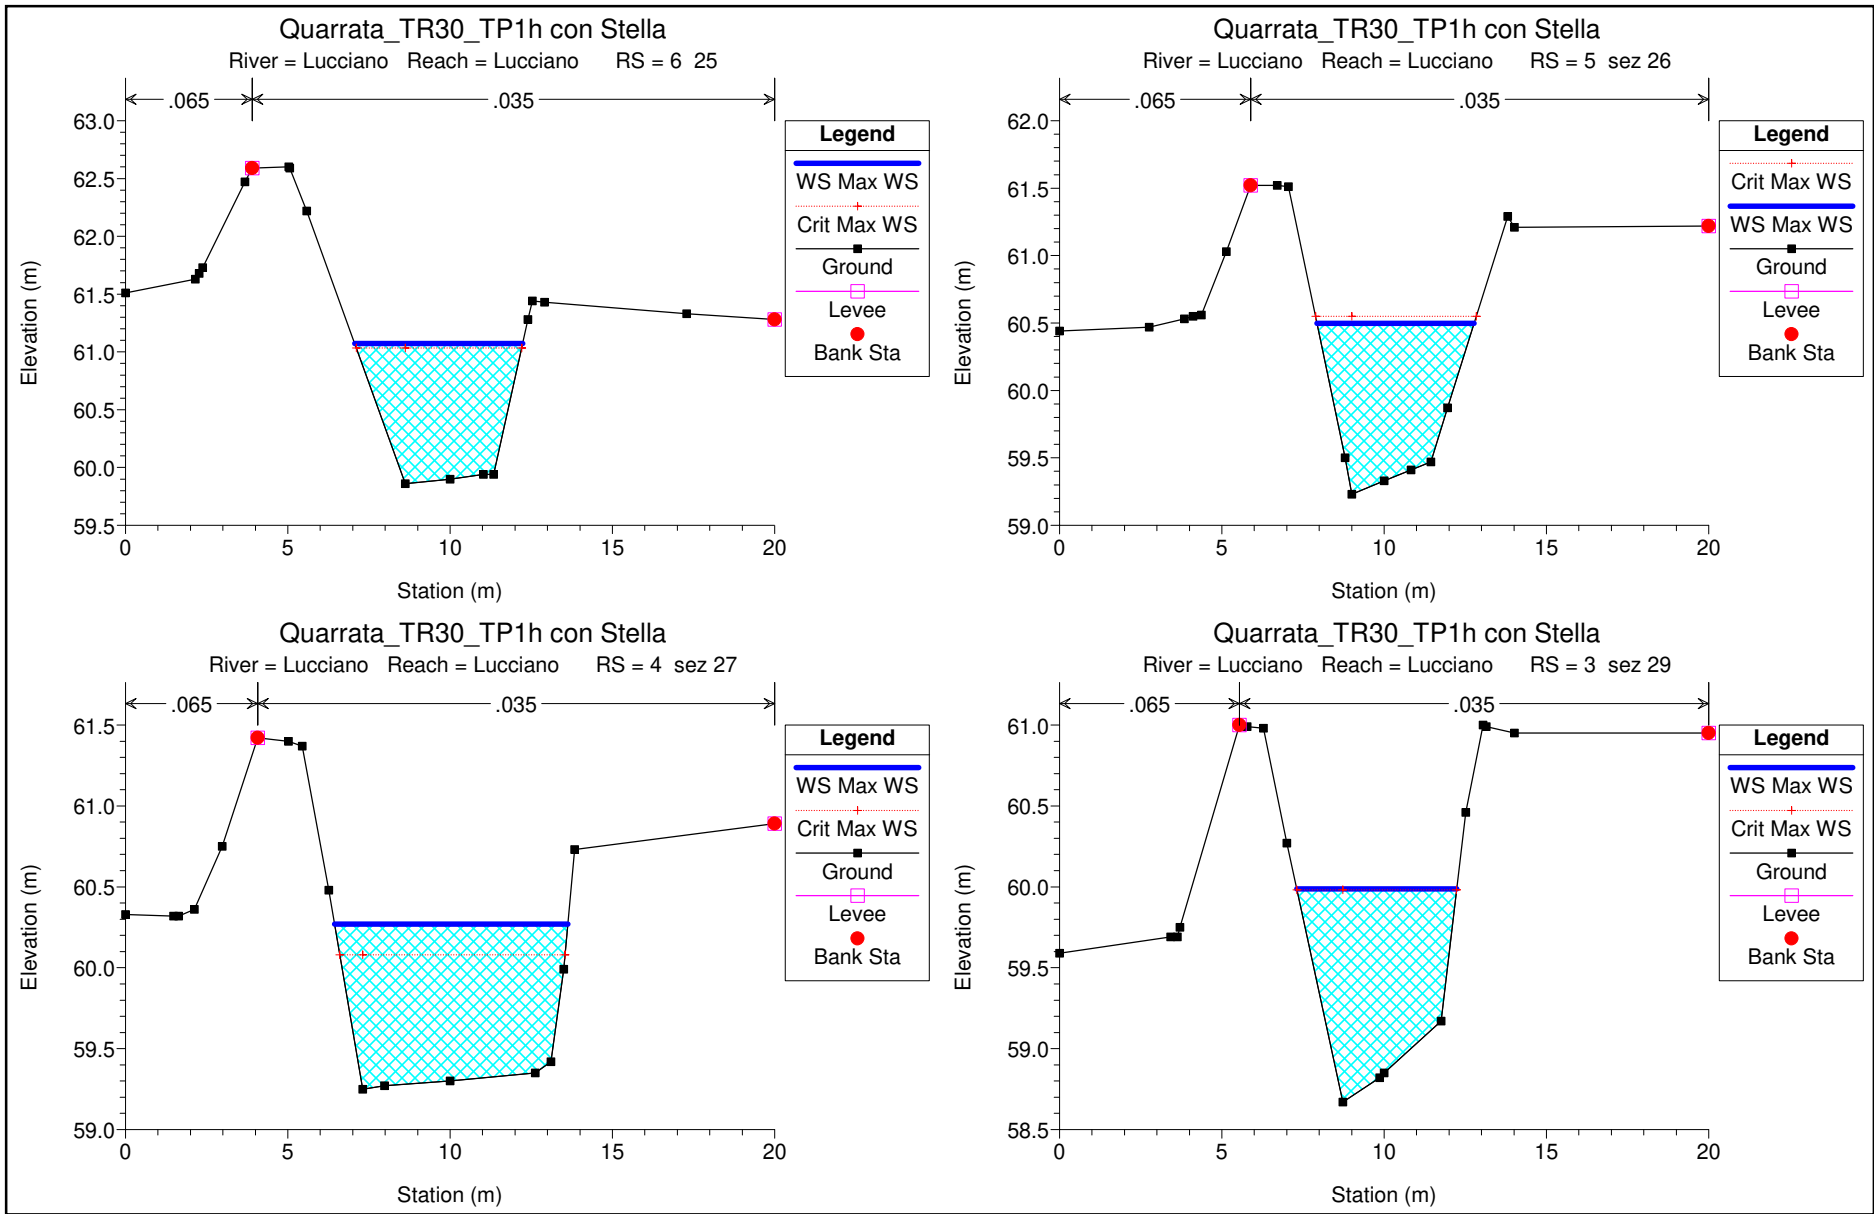 Quarrata_TR30_TP1h con Stella
River = Lucciano Reach = Lucciano RS = 6 25
.065
.035
63.0
62.5
62.0
61.5
61.0
60.5
60.0
59.5
Elevation (m)
0
5
10
15
20
Station (m)
Legend
WS Max WS
Crit Max WS
Ground
Levee
Bank Sta
Quarrata_TR30_TP1h con Stella
River = Lucciano Reach = Lucciano RS = 5 sez 26
.065
.035
62.0
61.5
61.0
60.5
60.0
59.5
59.0
Elevation (m)
0
5
10
15
20
Station (m)
Legend
Crit Max WS
WS Max WS
Ground
Levee
Bank Sta
Quarrata_TR30_TP1h con Stella
River = Lucciano Reach = Lucciano RS = 4 sez 27
.065
.035
61.5
61.0
60.5
60.0
59.5
59.0
Elevation (m)
0
5
10
15
20
Station (m)
Legend
WS Max WS
Crit Max WS
Ground
Levee
Bank Sta
Quarrata_TR30_TP1h con Stella
River = Lucciano Reach = Lucciano RS = 3 sez 29
.065
.035
61.0
60.5
60.0
59.5
59.0
58.5
Elevation (m)
0
5
10
15
20
Station (m)
Legend
WS Max WS
Crit Max WS
Ground
Levee
Bank Sta